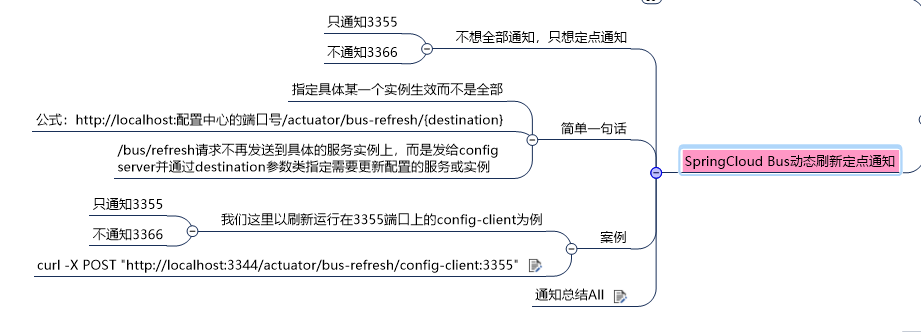 只通知3355
不通知3366
不想全部通知，只想定点通知
指定具体某一个实例生效而不是全部
公式：http://localhost:配置中心的端口号/actuator/bus-refresh/{destination}
/bus/refresh请求不再发送到具体的服务实例上，而是发给config
server并通过destination参数类指定需要更新配置的服务或实例
简单一句话
SpringCloud Bus动态刷新定点通知
只通知3355
不通知3366
我们这里以刷新运行在3355端口上的config-client为例
curl -X POST "http://localhost:3344/actuator/bus-refresh/config-client:3355"
案例
通知总结All